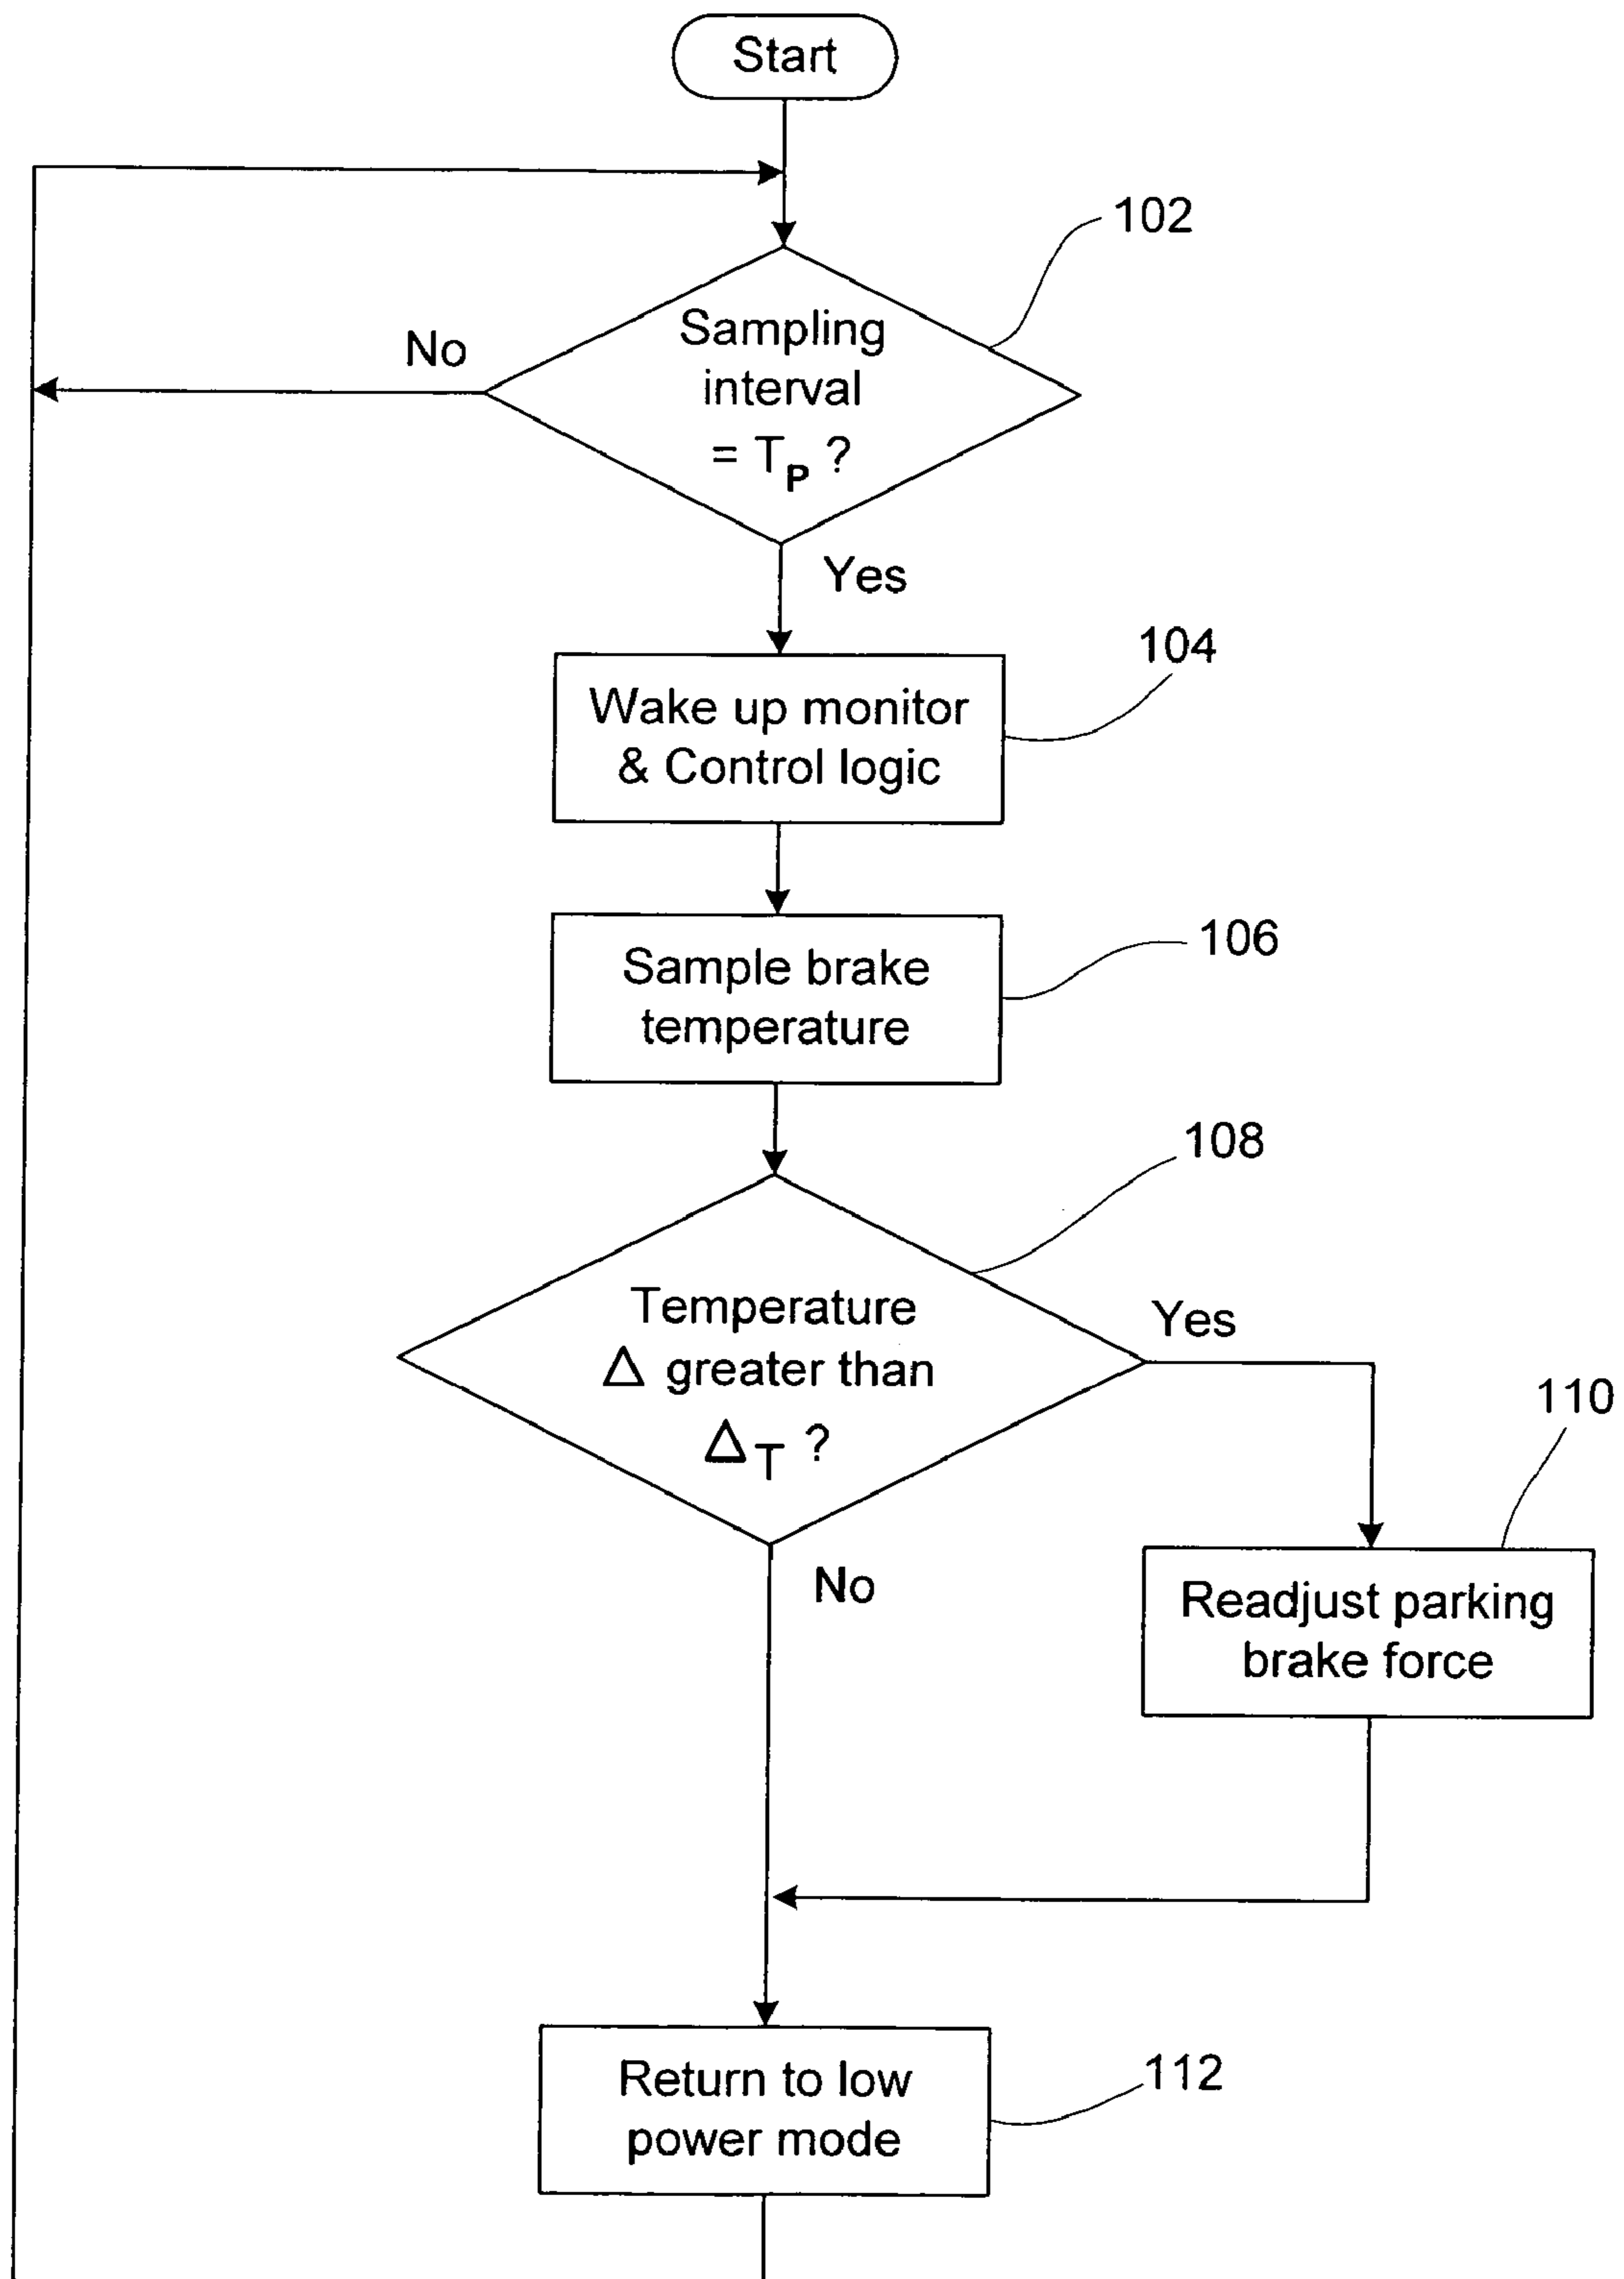 Start
102
No
Sampling
interval
= T_P ?
Yes
104
Wake up monitor
& Control logic
106
Sample brake
temperature
108
Temperature
Δ greater than
Δ_T ?
Yes
110
No
Readjust parking
brake force
Return to low
power mode
112